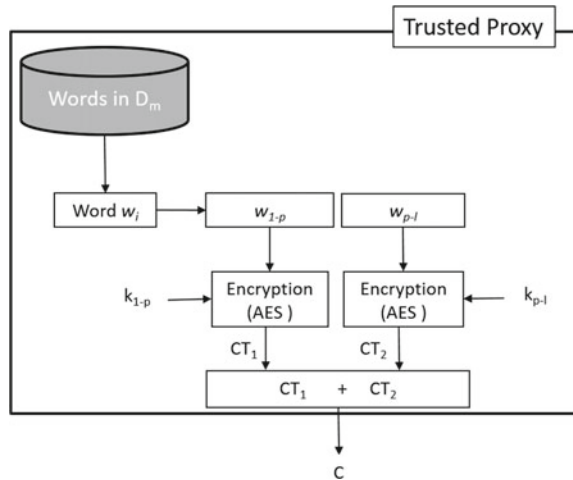 Trusted Proxy
Words in Dₘ
Word wᵢ
w₁₋ₚ
wₚ₋ₗ
k₁₋ₚ
Encryption
(AES )
Encryption
(AES )
kₚ₋ₗ
CT₁
CT₂
CT₁ + CT₂
C